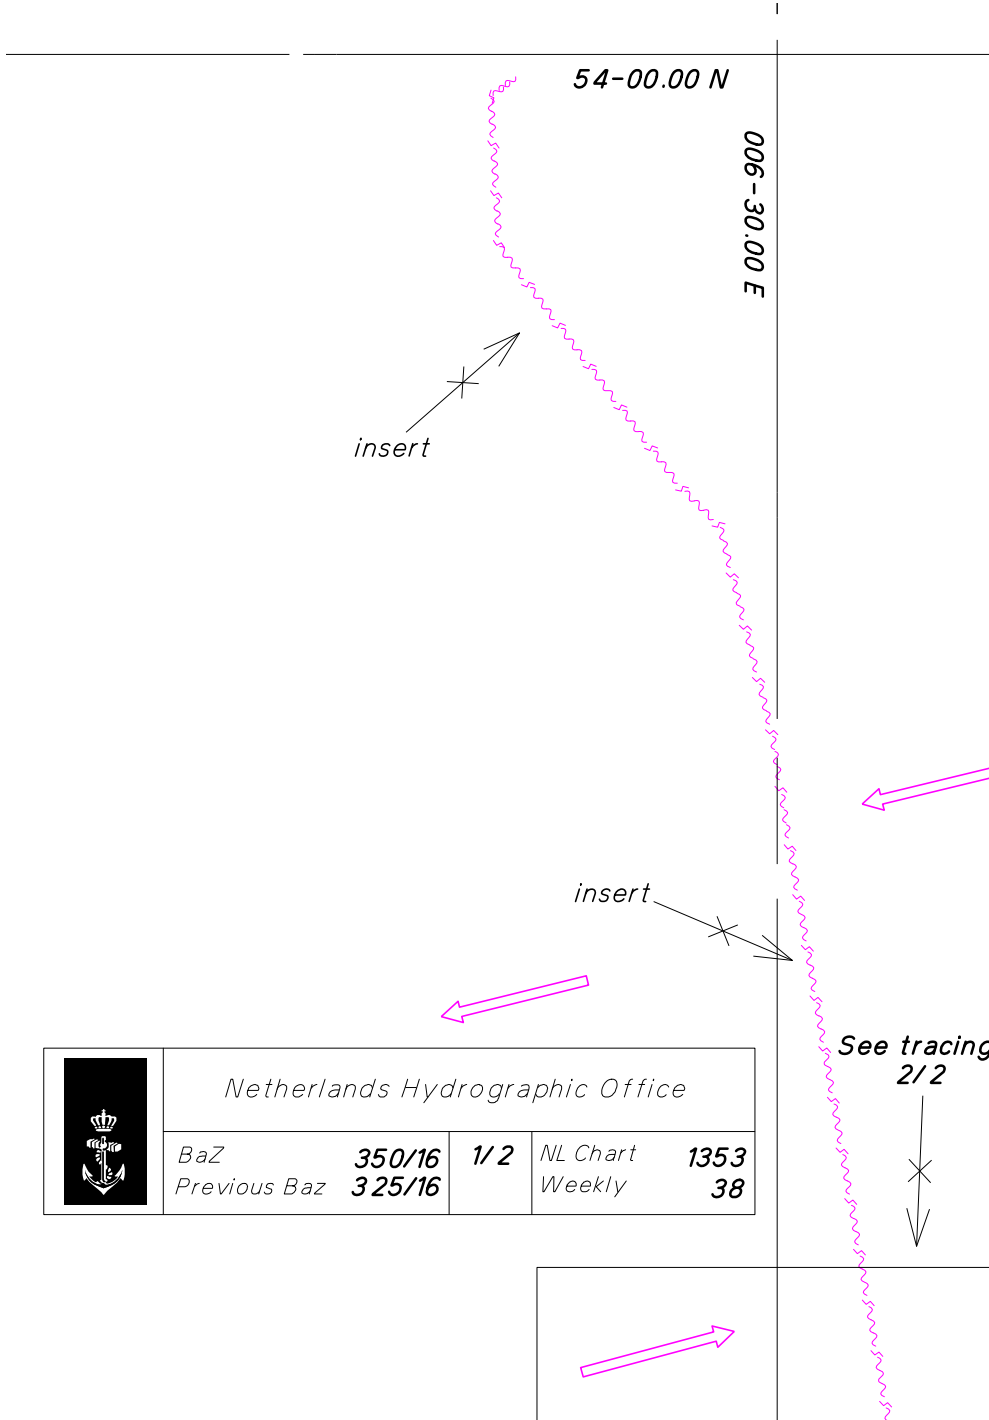 54-00.00 N
006-30.00 E
insert
insert
See tracing
2/2
Netherlands Hydrographic Office
BaZ 350/16 1/2 NL Chart 1353
Previous Baz 325/16 Weekly 38